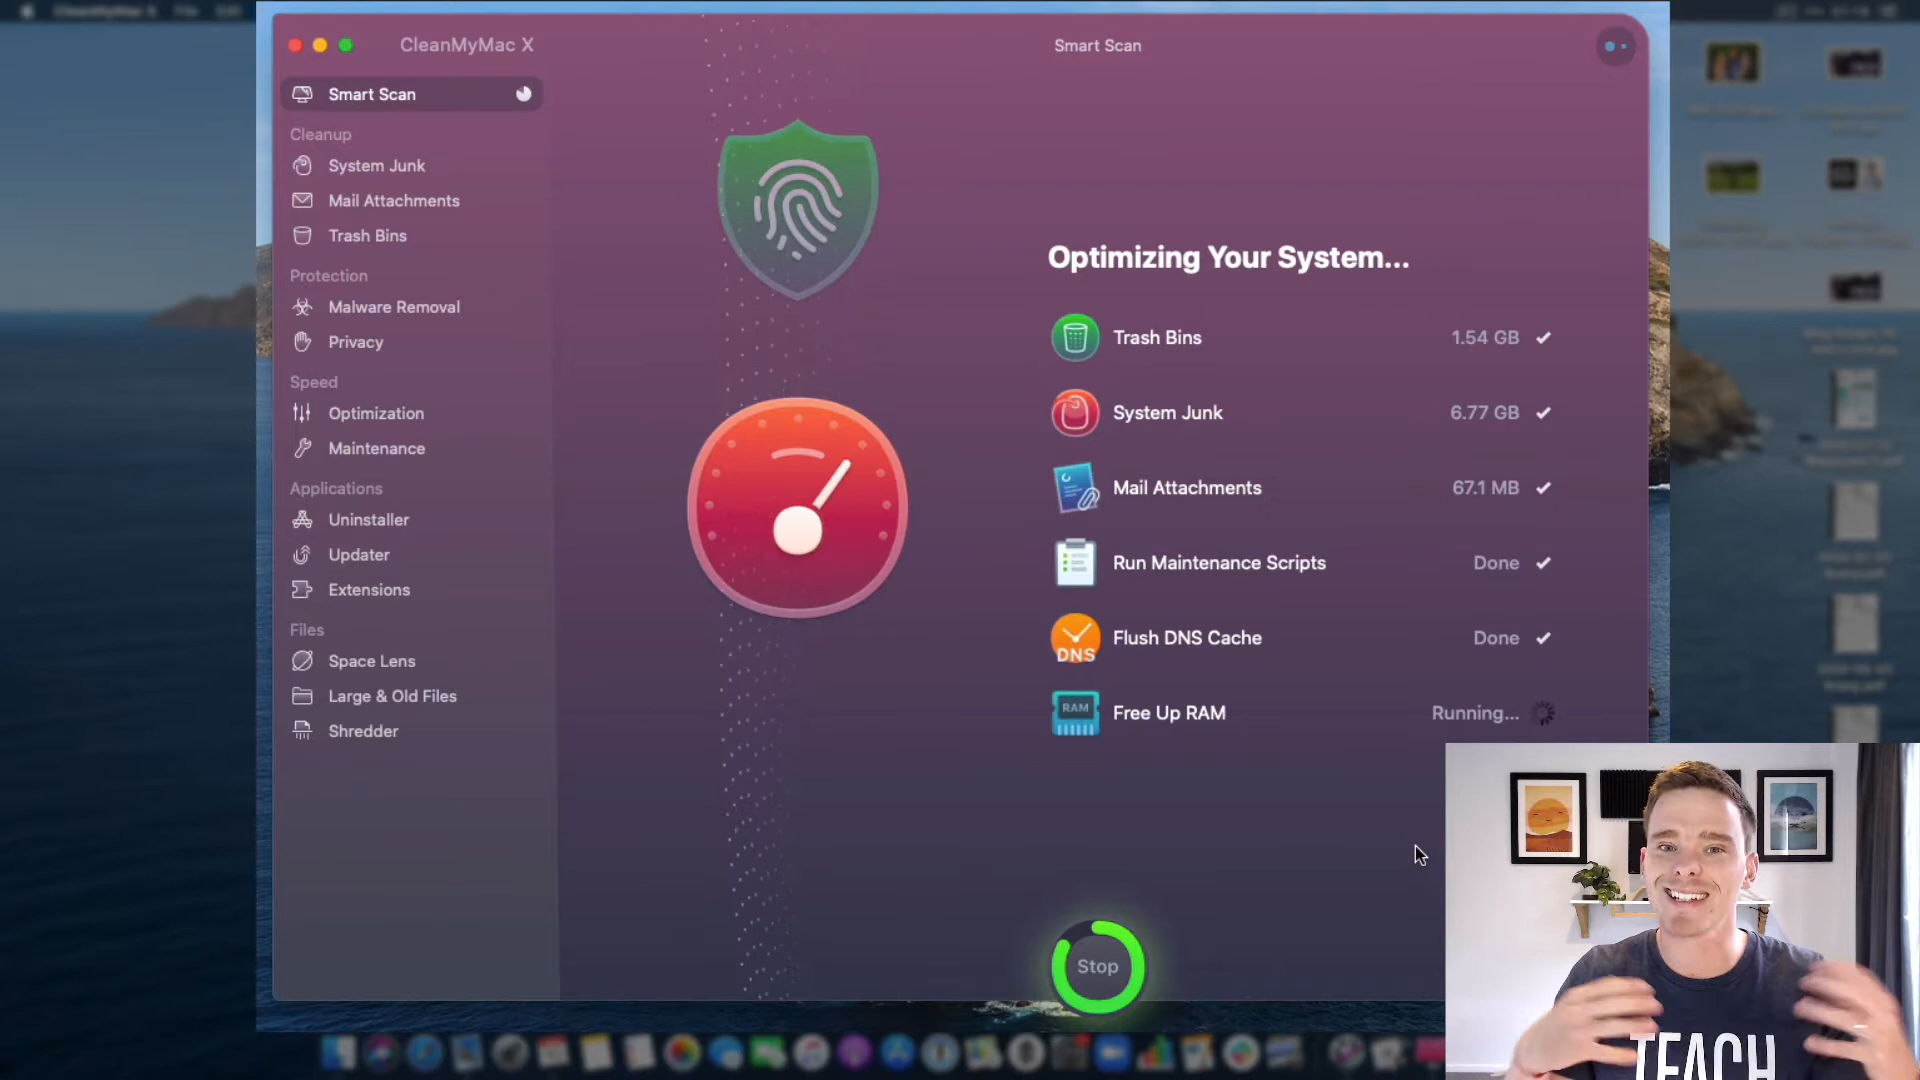 CleanMyMac X
Smart Scan
Smart Scan
Cleanup
System Junk
Mail Attachments
Trash Bins
Protection
Malware Removal
Privacy
Speed
Optimization
Maintenance
Applications
Uninstaller
Updater
Extensions
Files
Space Lens
Large & Old Files
Shredder
Optimizing Your System...
Trash Bins 1.54 GB
System Junk 6.77 GB
Mail Attachments 67.1 MB
Run Maintenance Scripts Done
Flush DNS Cache Done
DNS
Free Up RAM Running...
RAM
Stop
TEACH